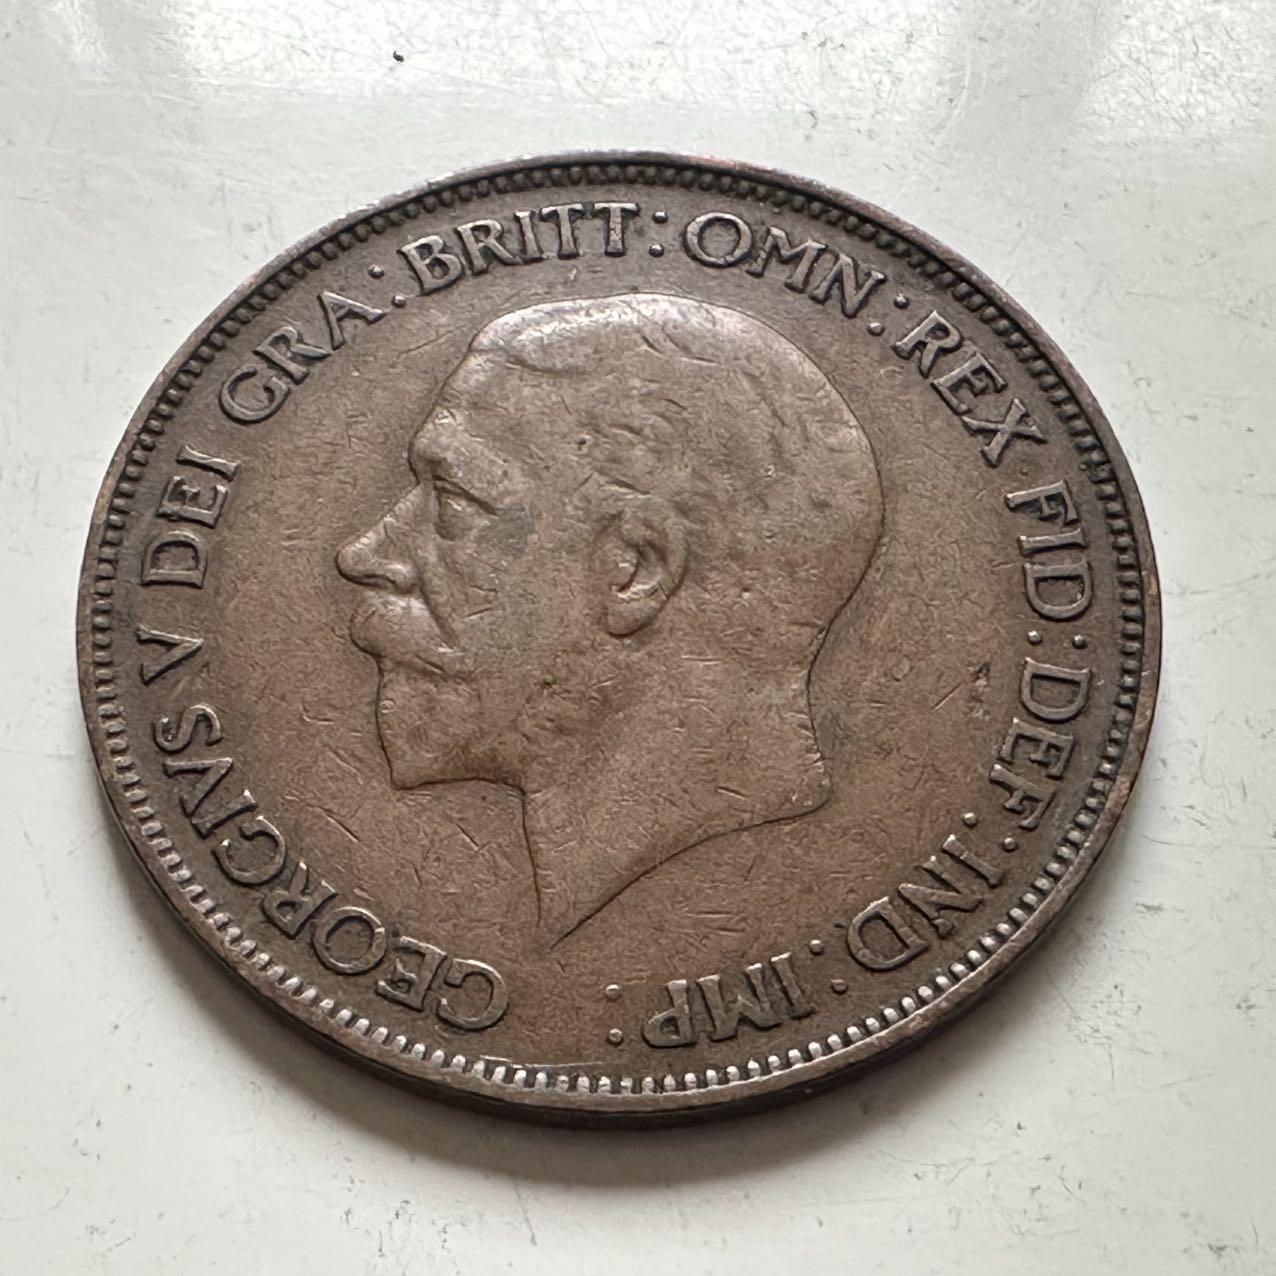 GEORGIVS V DEI GRA: BRITT: OMN: REX FID: DEF: IND: IMP: